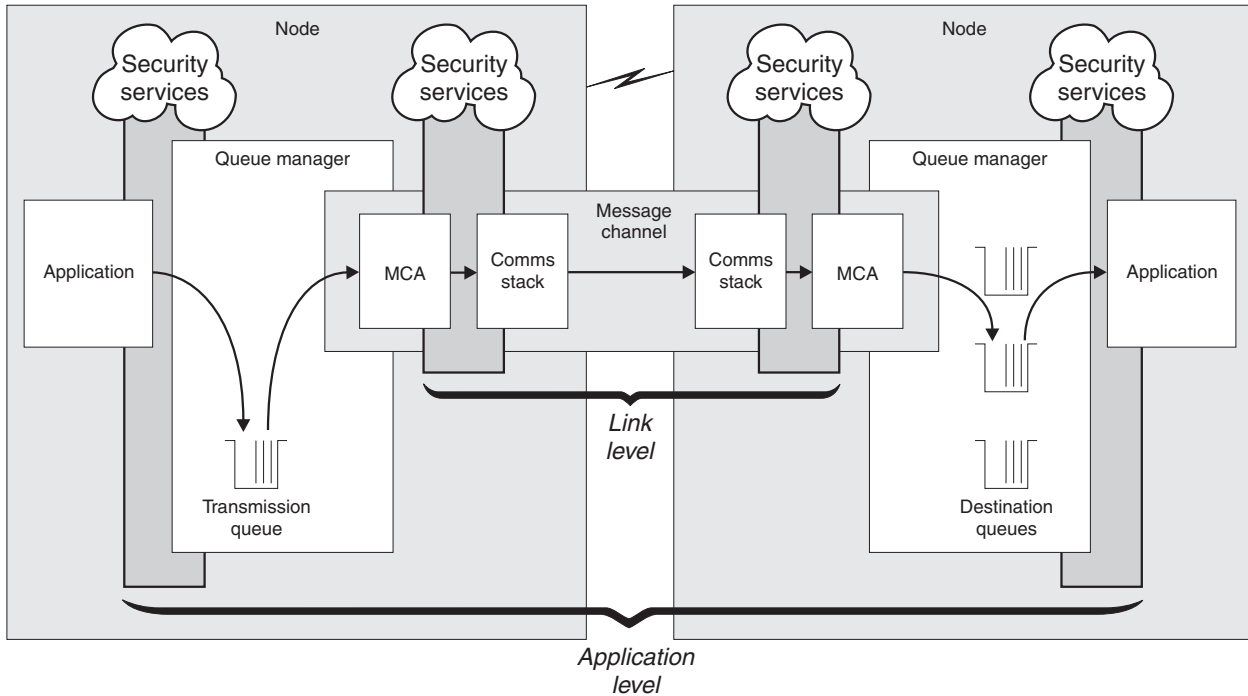 Node
Node
Security
services
Security
services
Security
services
Security
services
Queue manager
Queue manager
Message
channel
Application
MCA
Comms
stack
Comms
stack
MCA
Application
Link
level
Transmission
queue
Destination
queues
Application
level